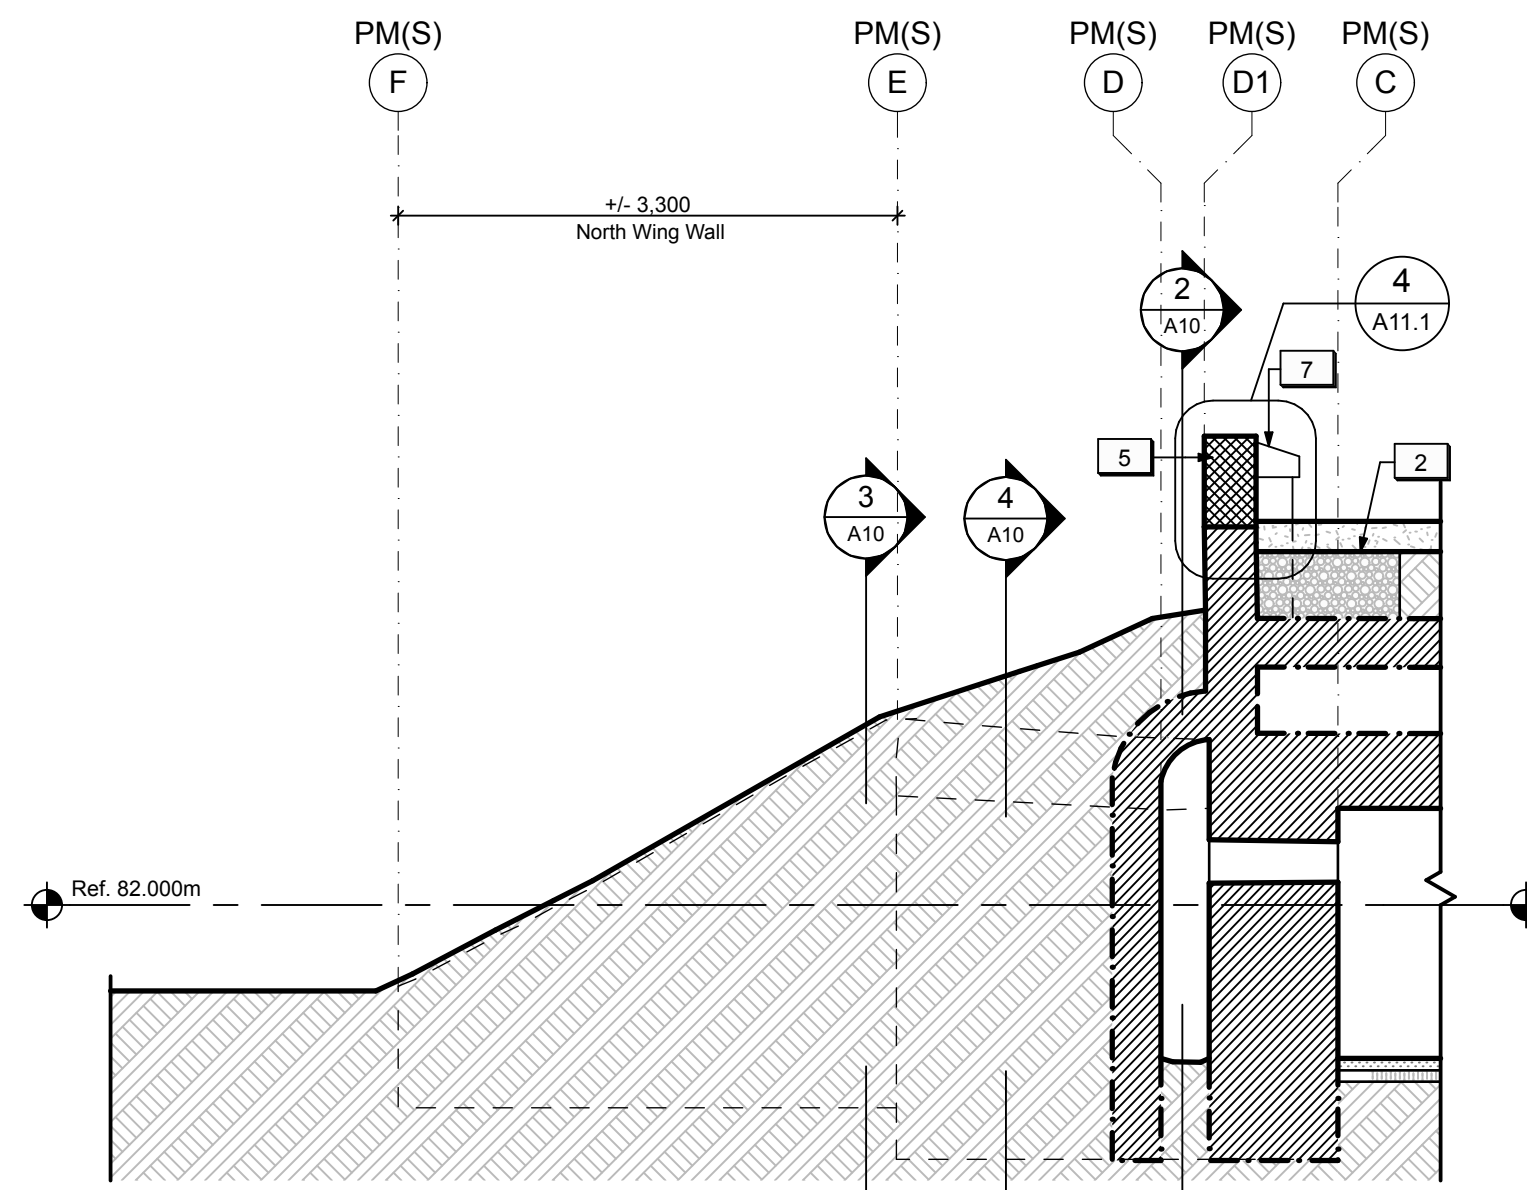 PM(S) PM(S) PM(S) PM(S) PM(S)
F E D D1 C
+/- 3,300
North Wing Wall
2
A10
4
A11.1
7
5
2
3
A10
4
A10
Ref. 82.000m